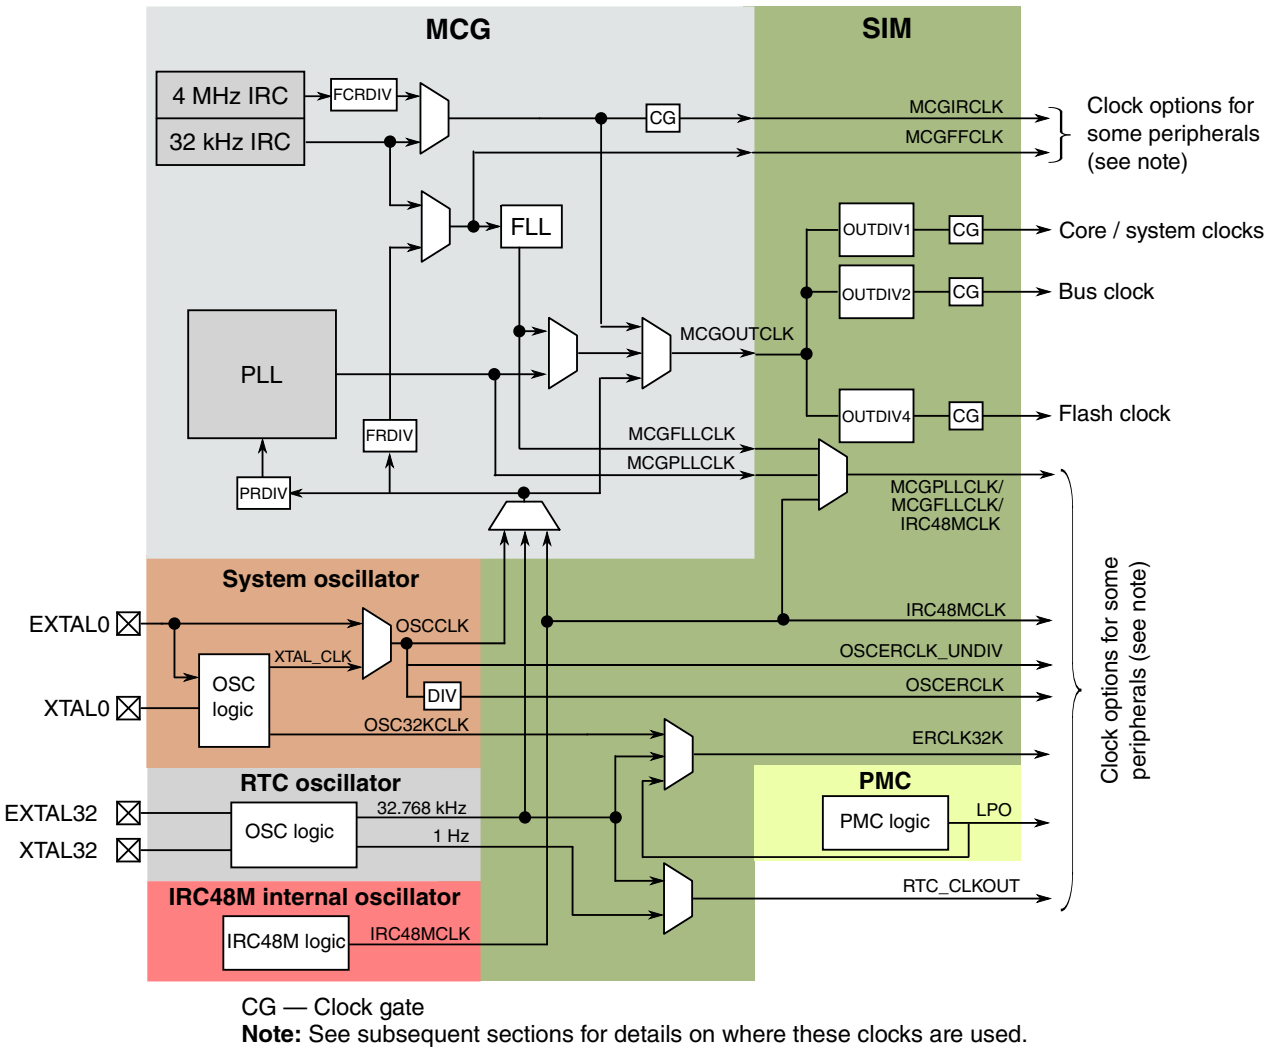 MCG
SIM
4 MHz IRC
FCRDIV
32 kHz IRC
CG
MCGIRCLK
MCGFFCLK
Clock options for
some peripherals
(see note)
FLL
OUTDIV1
CG
Core / system clocks
OUTDIV2
CG
Bus clock
PLL
MCGOUTCLK
OUTDIV4
CG
Flash clock
FRDIV
MCGFLLCLK
MCGPLLCLK
PRDIV
MCGPLLCLK/
MCGFLLCLK/
IRC48MCLK
System oscillator
EXTAL0
OSCCLK
IRC48MCLK
XTAL_CLK
OSCERCLK_UNDIV
OSC
logic
DIV
OSCERCLK
XTAL0
OSC32KCLK
ERCLK32K
Clock options for some
peripherals (see note)
RTC oscillator
PMC
EXTAL32
32.768 kHz
OSC logic
PMC logic
LPO
XTAL32
1 Hz
RTC_CLKOUT
IRC48M internal oscillator
IRC48M logic
IRC48MCLK
CG — Clock gate
Note: See subsequent sections for details on where these clocks are used.